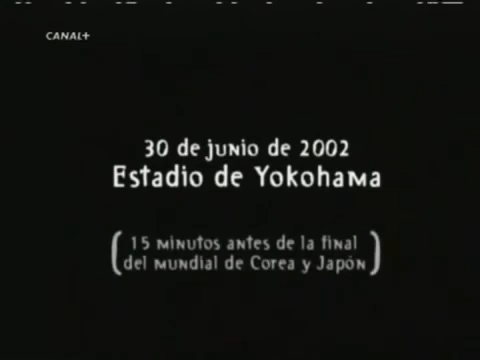 CANAL+
30 de junio de 2002
Estadio de Yokohama
(15 minutos antes de la final
del mundial de Corea y Japón)